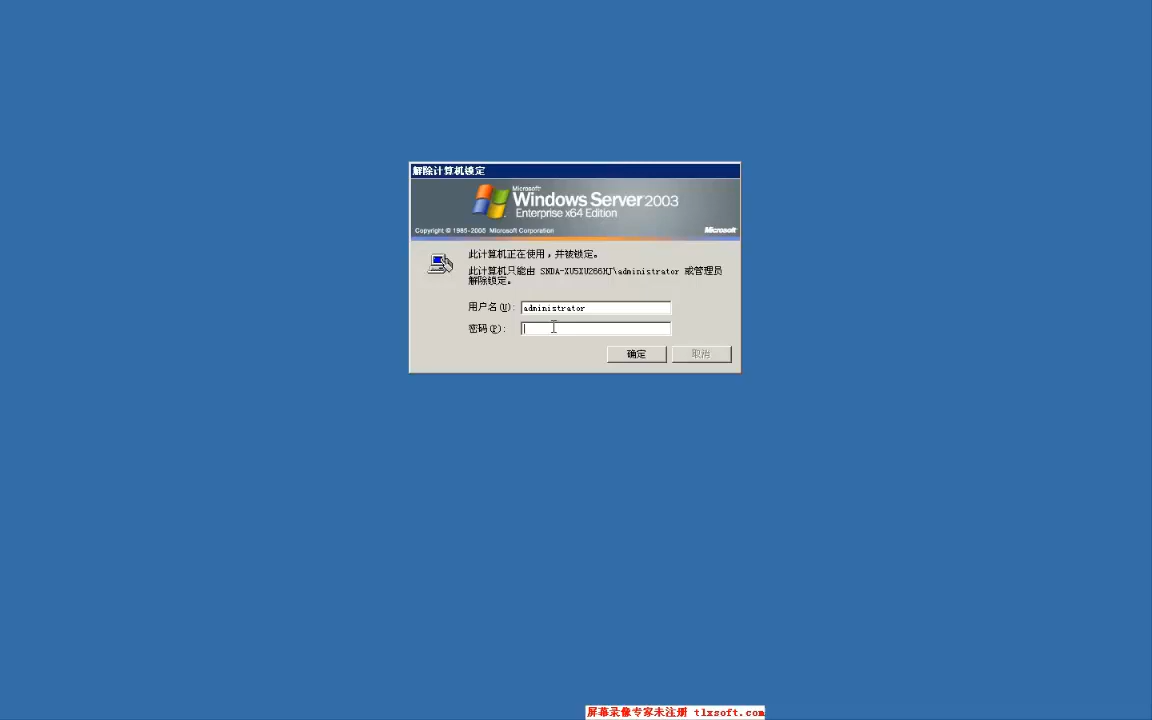 解除计算机锁定
Microsoft
Windows Server 2003
Enterprise x64 Edition
Copyright © 1985-2005 Microsoft Corporation
Microsoft
此计算机正在使用，并被锁定。
此计算机只能由 SNDA-XU5XU266MJ\administrator 或管理员
解除锁定。
用户名(U):
administrator
密码(P):
确定
取消
屏幕录像专家未注册 tlxsoft.com